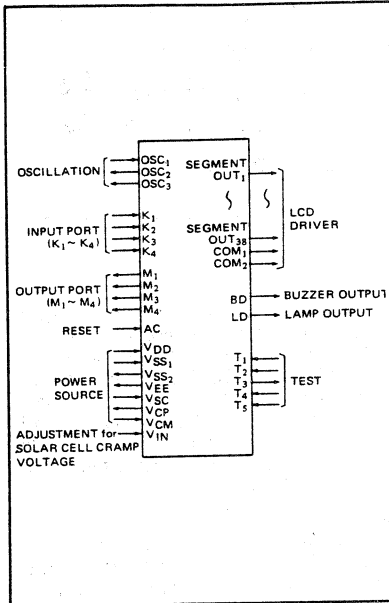 OSCILLATION
OSC1
OSC2
OSC3
INPUT PORT
(K1~ K4)
K1
K2
K3
K4
OUTPUT PORT
(M1~ M4)
M1
M2
M3
M4
RESET
AC
POWER
SOURCE
VDD
VSS1
VSS2
VEE
VSC
VCP
VCM
ADJUSTMENT for
SOLAR CELL CRAMP
VOLTAGE
VIN
SEGMENT
OUT1
SEGMENT
OUT38
COM1
COM2
LCD
DRIVER
BD
BUZZER OUTPUT
LD
LAMP OUTPUT
T1
T2
T3
T4
T5
TEST